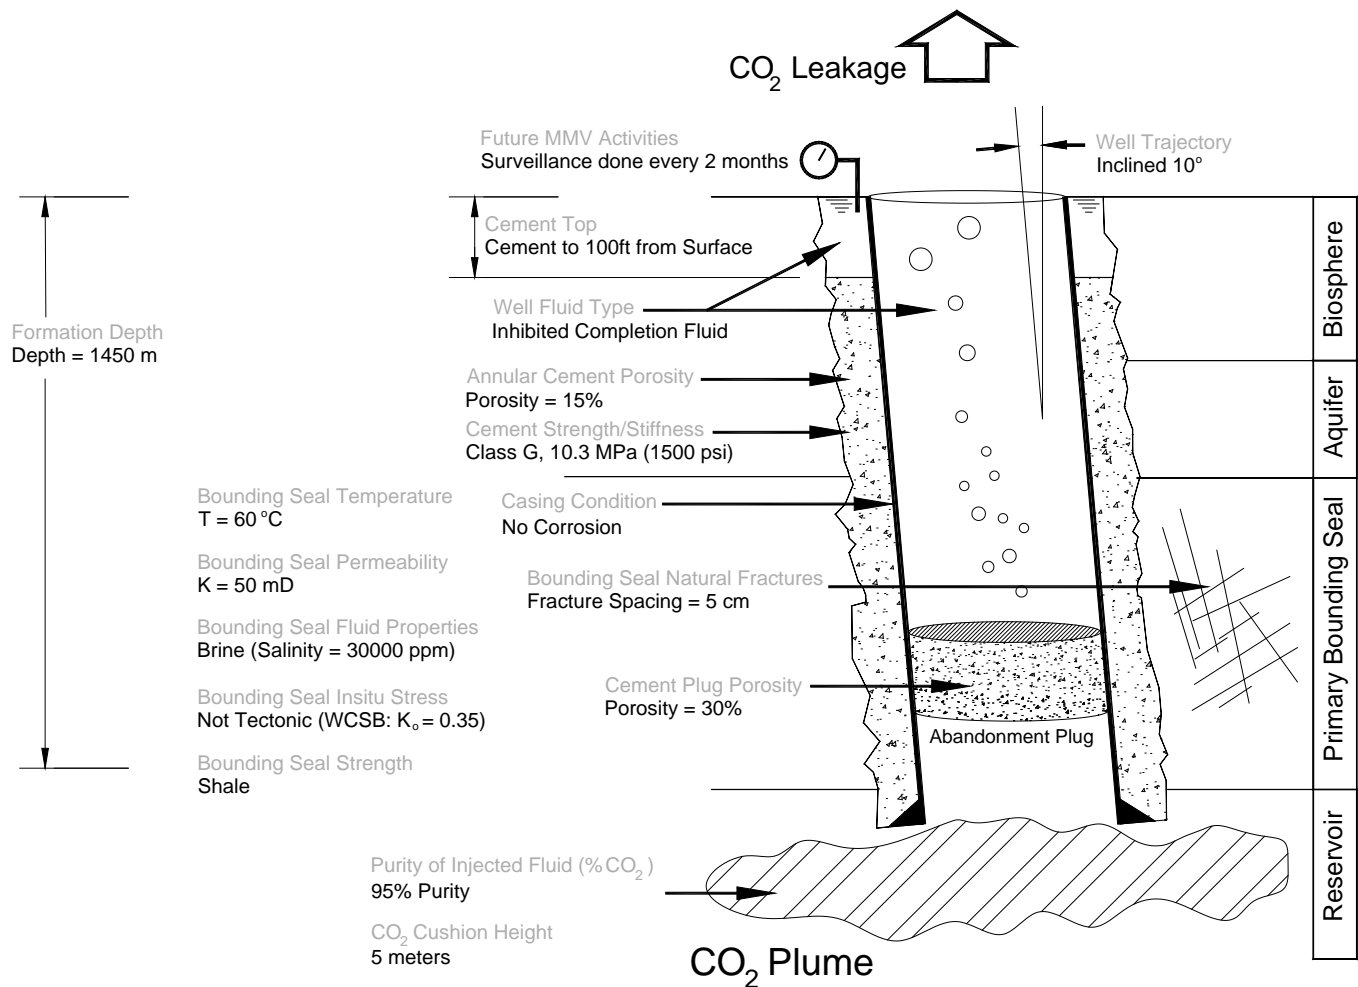 CO2 Leakage
Future MMV Activities
Surveillance done every 2 months
Well Trajectory
Inclined 10°
Cement Top
Cement to 100ft from Surface
Well Fluid Type
Inhibited Completion Fluid
Formation Depth
Depth = 1450 m
Annular Cement Porosity
Porosity = 15%
Cement Strength/Stiffness
Class G, 10.3 MPa (1500 psi)
Bounding Seal Temperature
T = 60 °C
Casing Condition
No Corrosion
Bounding Seal Permeability
K = 50 mD
Bounding Seal Natural Fractures
Fracture Spacing = 5 cm
Bounding Seal Fluid Properties
Brine (Salinity = 30000 ppm)
Bounding Seal Insitu Stress
Not Tectonic (WCSB: Ko = 0.35)
Cement Plug Porosity
Porosity = 30%
Abandonment Plug
Bounding Seal Strength
Shale
Purity of Injected Fluid (%CO2 )
95% Purity
CO2 Cushion Height
5 meters
CO2 Plume
Biosphere
Aquifer
Primary Bounding Seal
Reservoir